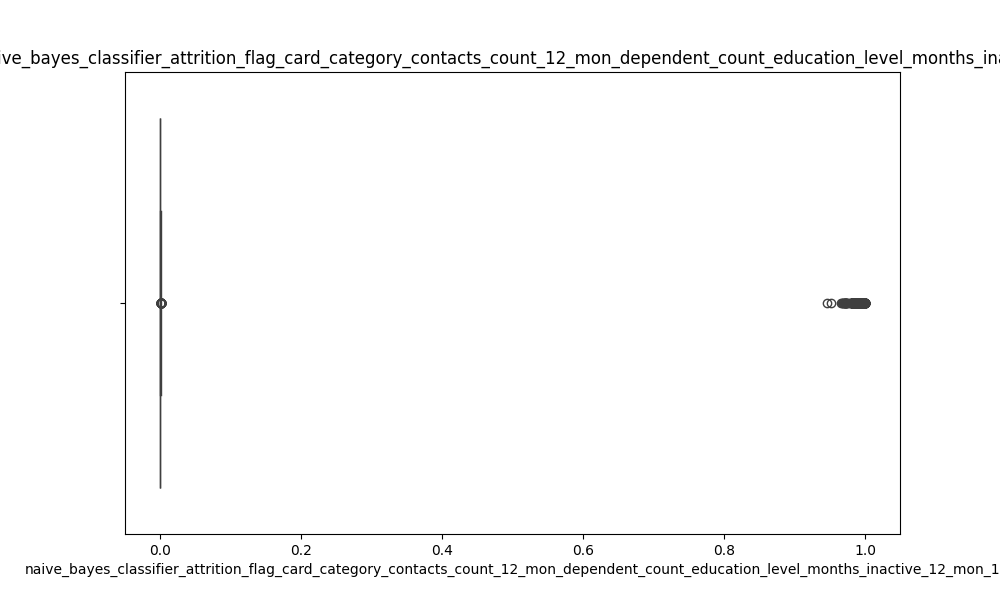 ive_bayes_classifier_attrition_flag_card_category_contacts_count_12_mon_dependent_count_education_level_months_ina
0.0 0.2 0.4 0.6 0.8 1.0
naive_bayes_classifier_attrition_flag_card_category_contacts_count_12_mon_dependent_count_education_level_months_inactive_12_mon_1